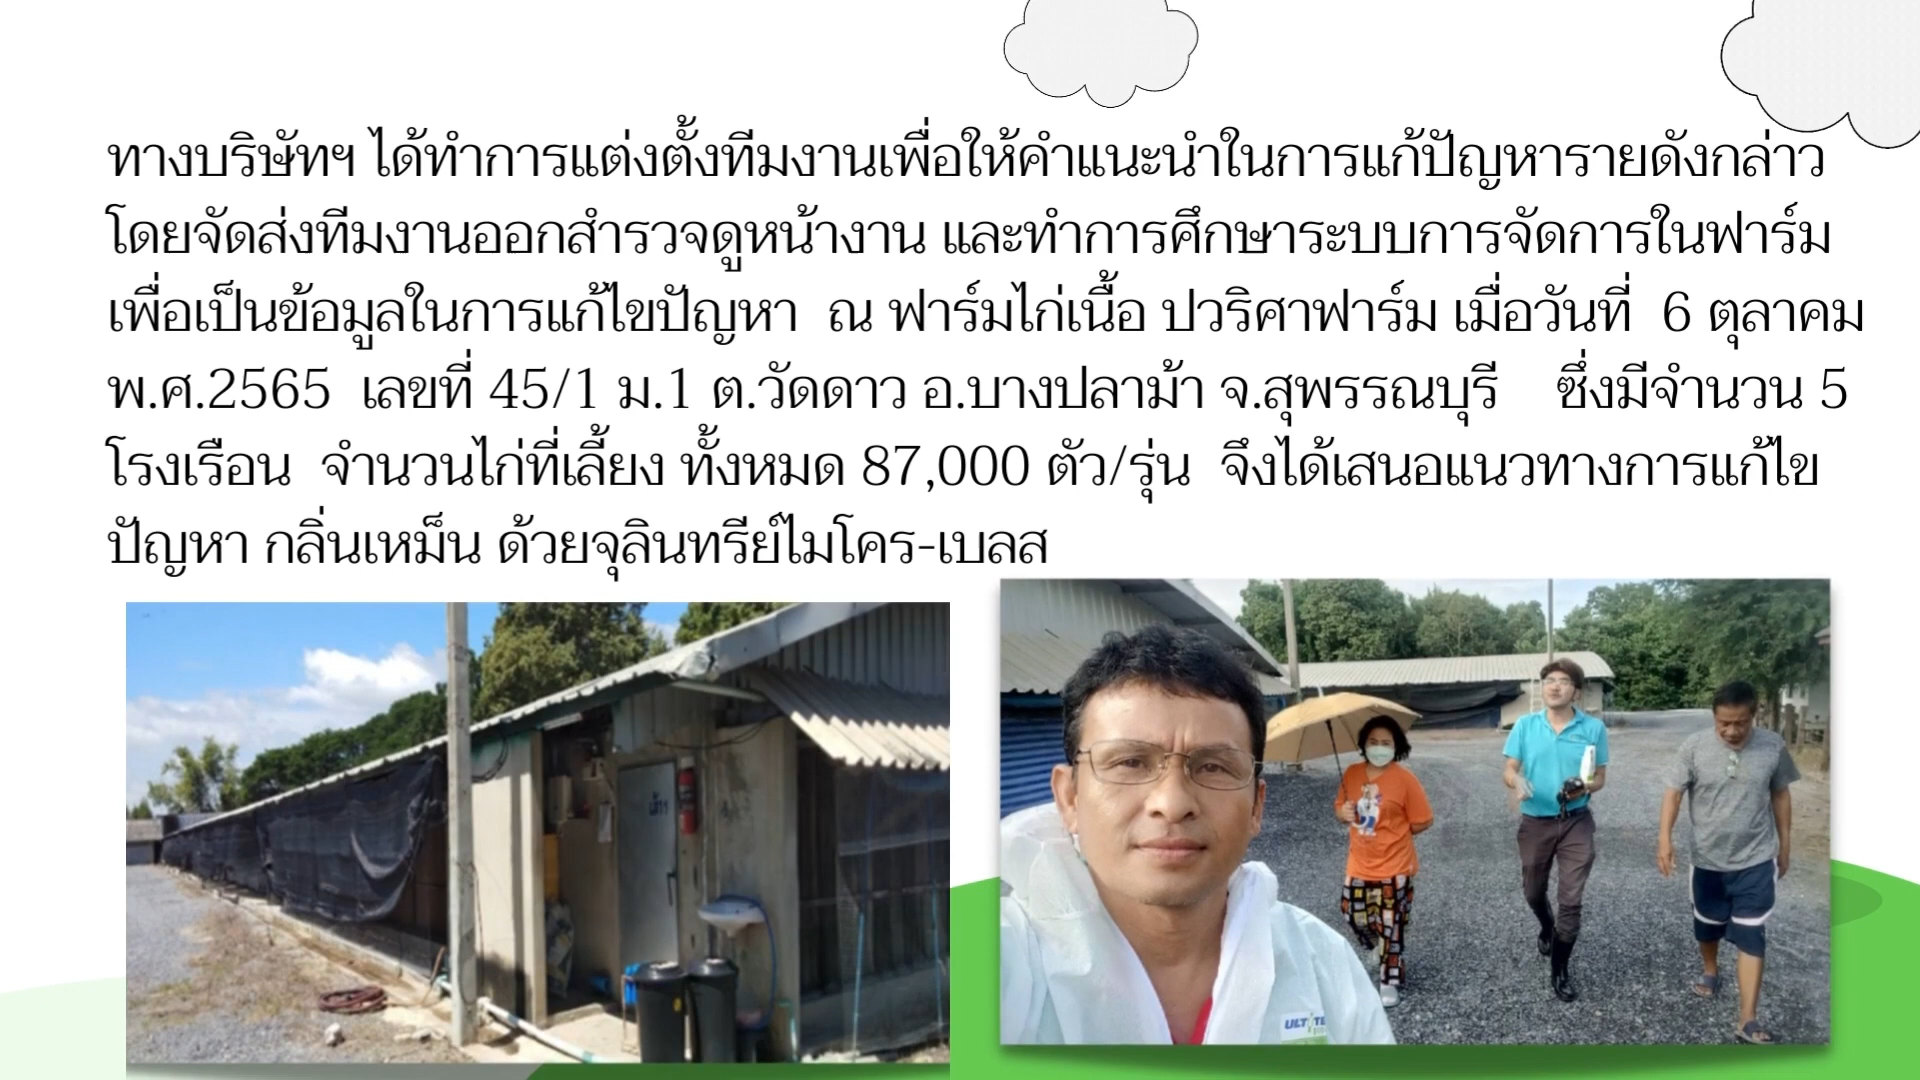 ทางบริษัทฯ ได้ทำการแต่งตั้งทีมงานเพื่อให้คำแนะนำในการแก้ปัญหารายดังกล่าว
โดยจัดส่งทีมงานออกสำรวจดูหน้างาน และทำการศึกษาระบบการจัดการในฟาร์ม
เพื่อเป็นข้อมูลในการแก้ไขปัญหา ณ ฟาร์มไก่เนื้อ ปวริศาฟาร์ม เมื่อวันที่ 6 ตุลาคม
พ.ศ.2565 เลขที่ 45/1 ม.1 ต.วัดดาว อ.บางปลาม้า จ.สุพรรณบุรี ซึ่งมีจำนวน 5
โรงเรือน จำนวนไก่ที่เลี้ยง ทั้งหมด 87,000 ตัว/รุ่น จึงได้เสนอแนวทางการแก้ไข
ปัญหา กลิ่นเหม็น ด้วยจุลินทรีย์ไมโคร-เบลส